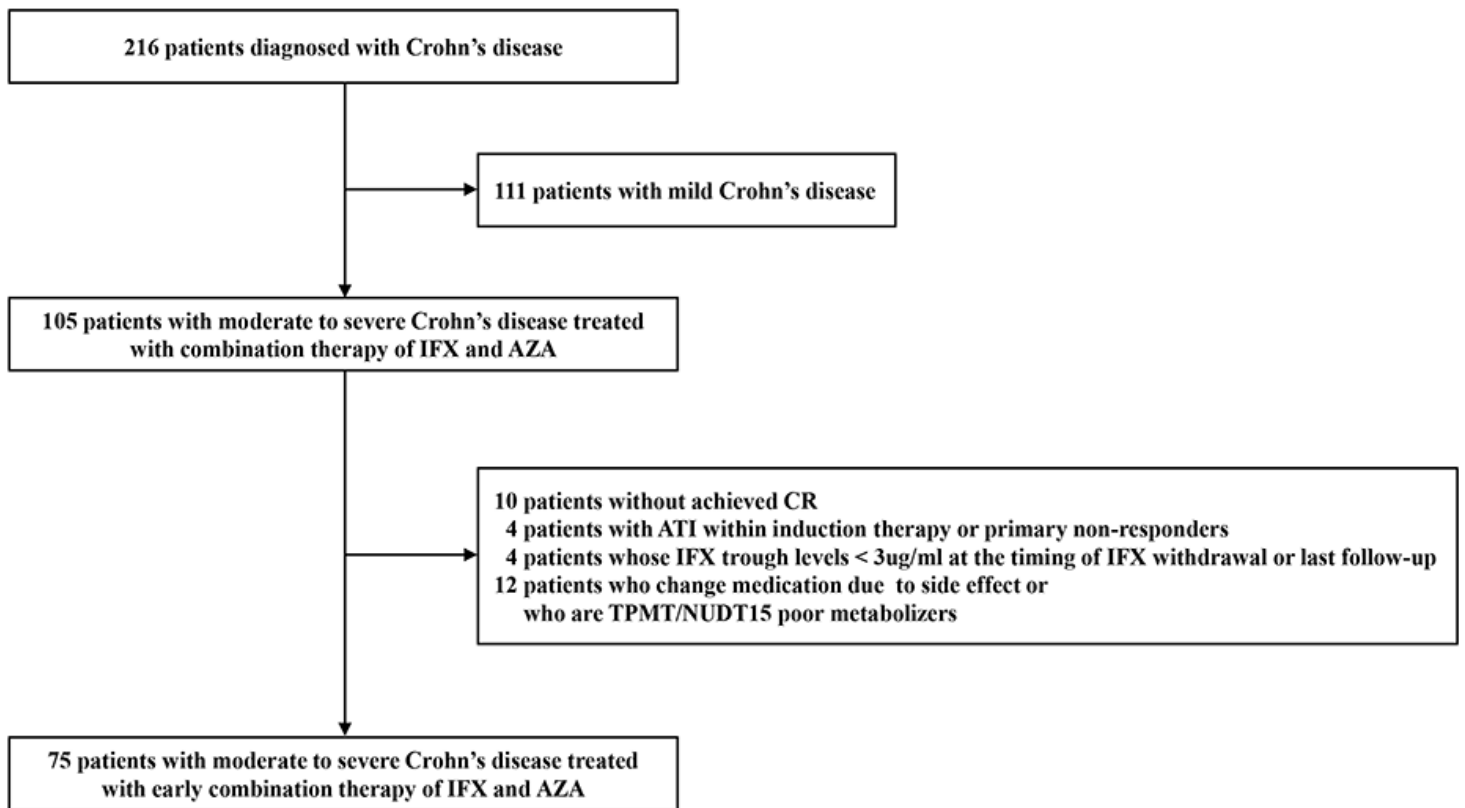 216 patients diagnosed with Crohn’s disease
111 patients with mild Crohn’s disease
105 patients with moderate to severe Crohn’s disease treated
with combination therapy of IFX and AZA
10 patients without achieved CR
4 patients with ATI within induction therapy or primary non-responders
4 patients whose IFX trough levels < 3ug/ml at the timing of IFX withdrawal or last follow-up
12 patients who change medication due to side effect or
who are TPMT/NUDT15 poor metabolizers
75 patients with moderate to severe Crohn’s disease treated
with early combination therapy of IFX and AZA